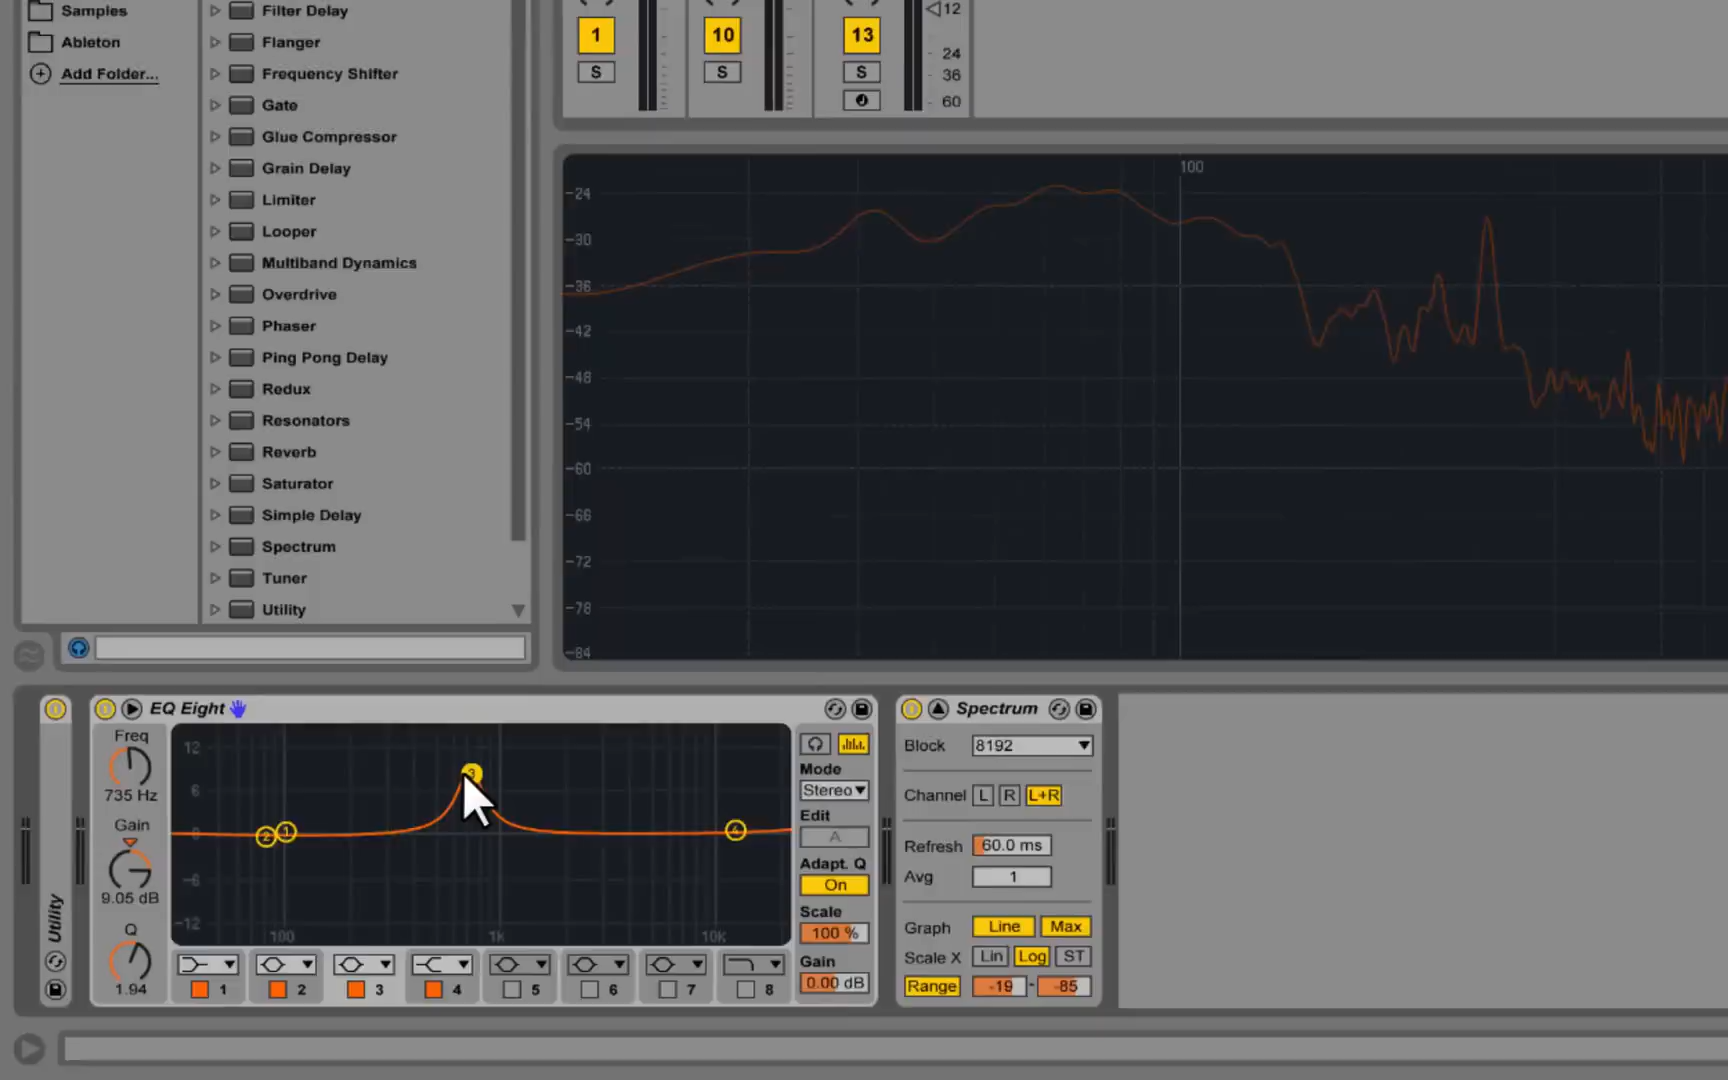 Samples
Ableton
Add Folder...
Filter Delay
Flanger
Frequency Shifter
Gate
Glue Compressor
Grain Delay
Limiter
Looper
Multiband Dynamics
Overdrive
Phaser
Ping Pong Delay
Redux
Resonators
Reverb
Saturator
Simple Delay
Spectrum
Tuner
Utility
1 10 13
S S S
12
24
36
60
100
-24
-30
-36
-42
-48
-54
-60
-66
-72
-78
-84
Utility
EQ Eight
Freq
735 Hz
Gain
9.05 dB
Q
1.94
12
6
0
-6
-12
100 1k 10k
3
2 1 4
1 2 3 4 5 6 7 8
Mode
Stereo
Edit
A
Adapt. Q
On
Scale
100 %
Gain
0.00 dB
Spectrum
Block 8192
Channel L R L+R
Refresh 60.0 ms
Avg 1
Graph Line Max
Scale X Lin Log ST
Range -19 - -85